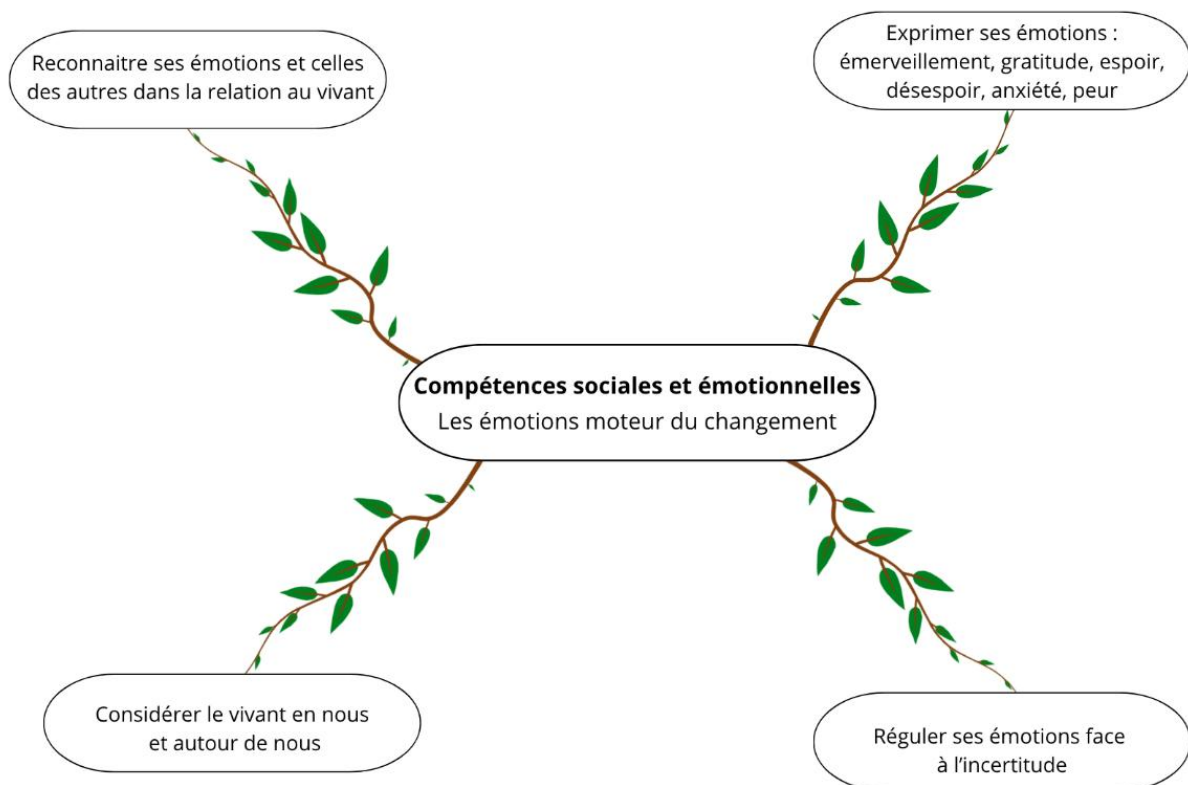 Reconnaitre ses émotions et celles
des autres dans la relation au vivant
Exprimer ses émotions :
émerveillement, gratitude, espoir,
désespoir, anxiété, peur
Compétences sociales et émotionnelles
Les émotions moteur du changement
Considérer le vivant en nous
et autour de nous
Réguler ses émotions face
à l’incertitude